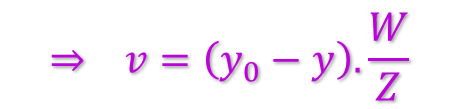 ⇒ v = (y₀ − y).W/Z